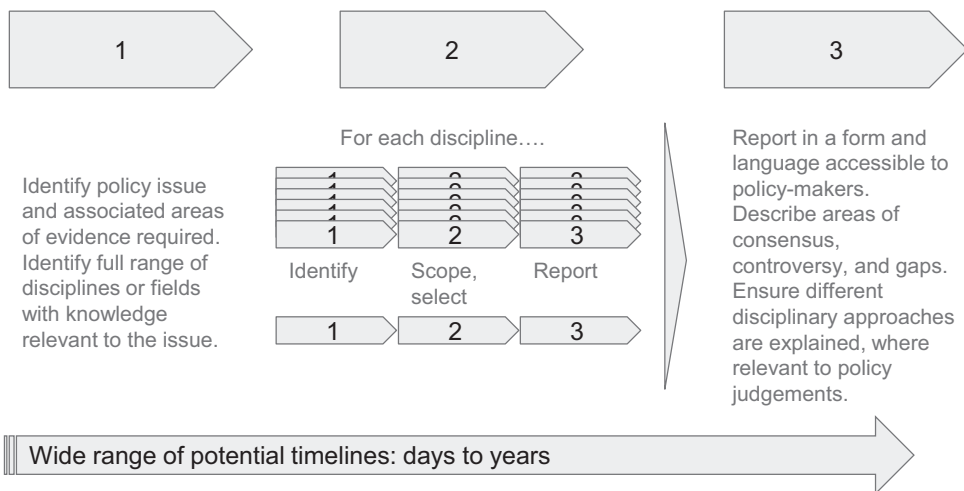 1
2
3
For each discipline….
Identify policy issue
and associated areas
of evidence required.
Identify full range of
disciplines or fields
with knowledge
relevant to the issue.
1
2
3
Identify
Scope,
select
Report
1
2
3
Report in a form and
language accessible to
policy-makers.
Describe areas of
consensus,
controversy, and gaps.
Ensure different
disciplinary approaches
are explained, where
relevant to policy
judgements.
Wide range of potential timelines: days to years